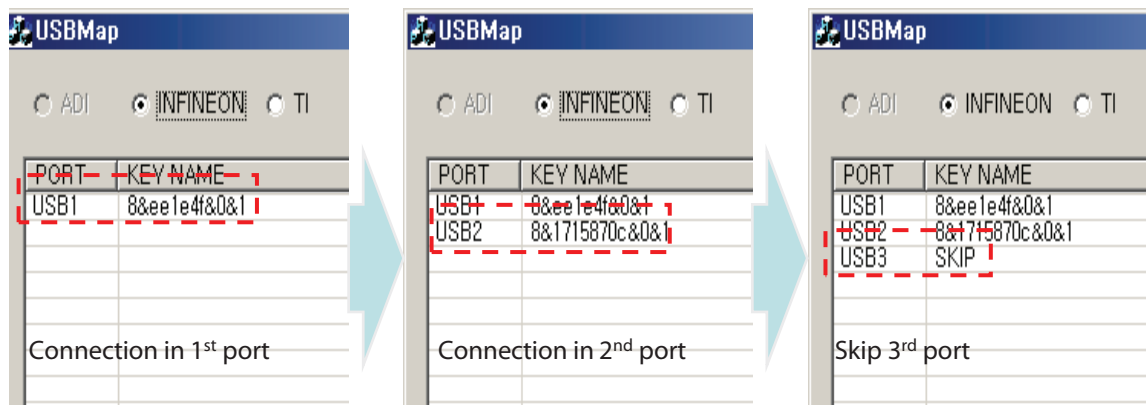 USBMap
ADI INFINEON TI
PORT KEY NAME
USB1 8&ee1e4f&0&1
Connection in 1st port
USBMap
ADI INFINEON TI
PORT KEY NAME
USB1 8&ee1e4f&0&1
USB2 8&1715870c&0&1
Connection in 2nd port
USBMap
ADI INFINEON TI
PORT KEY NAME
USB1 8&ee1e4f&0&1
USB2 8&1715870c&0&1
USB3 SKIP
Skip 3rd port